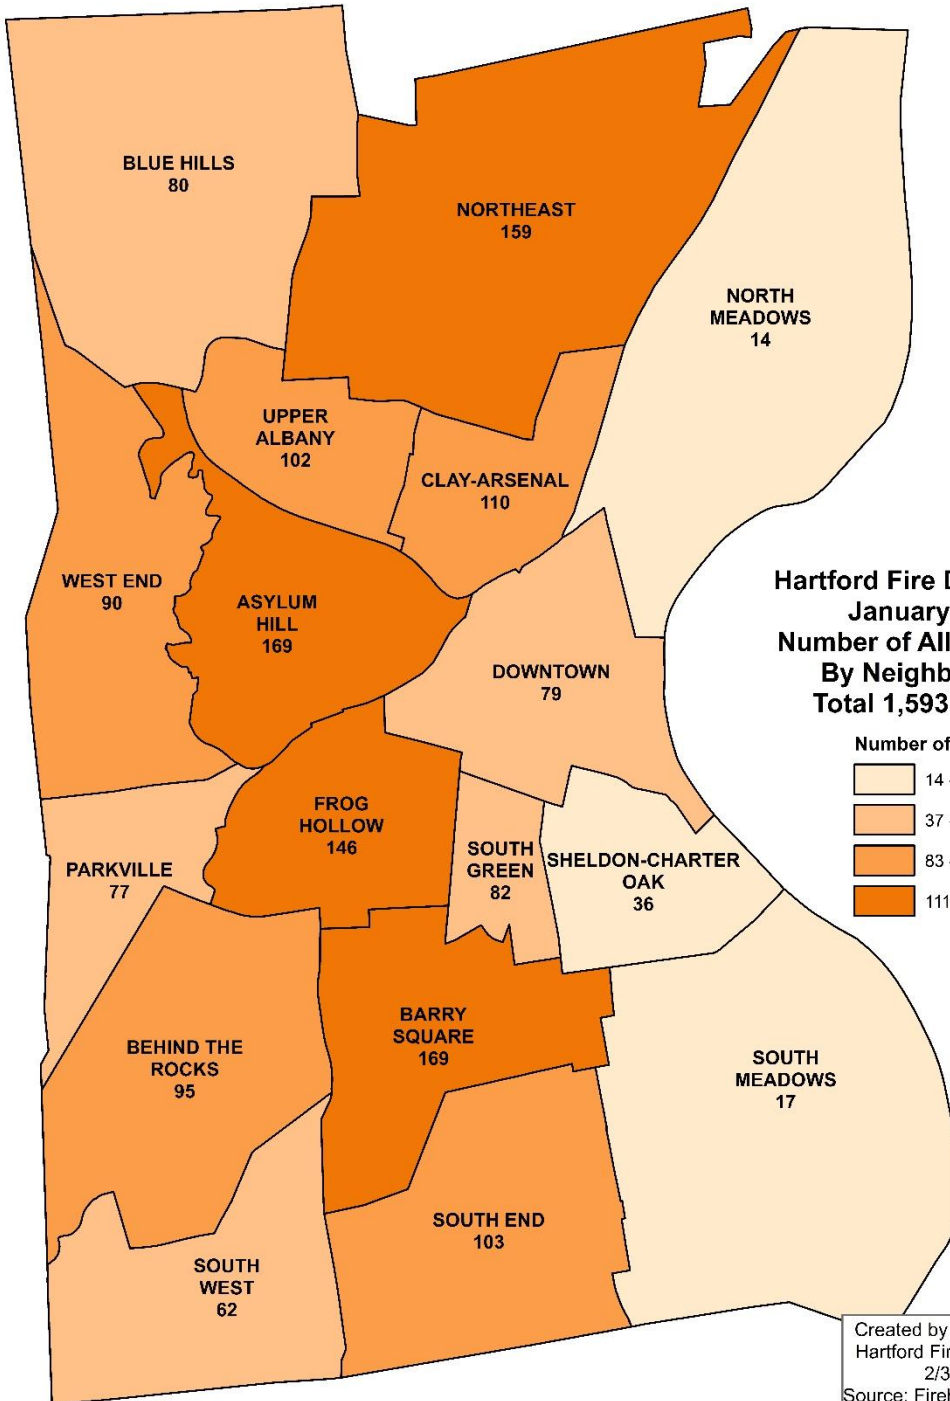 BLUE HILLS
80
NORTHEAST
159
NORTH
MEADOWS
14
UPPER
ALBANY
102
CLAY-ARSENAL
110
WEST END
90
ASYLUM
HILL
169
DOWNTOWN
79
Hartford Fire
January
Number of All
By
Total 1,593
Number of
14
37
83
111
FROG
HOLLOW
146
SOUTH
GREEN
82
SHELDON-CHARTER
OAK
36
PARKVILLE
77
BARRY
SQUARE
169
BEHIND THE
ROCKS
95
SOUTH
MEADOWS
17
SOUTH END
103
SOUTH
WEST
62
Created by
Hartford
2/3
Source: